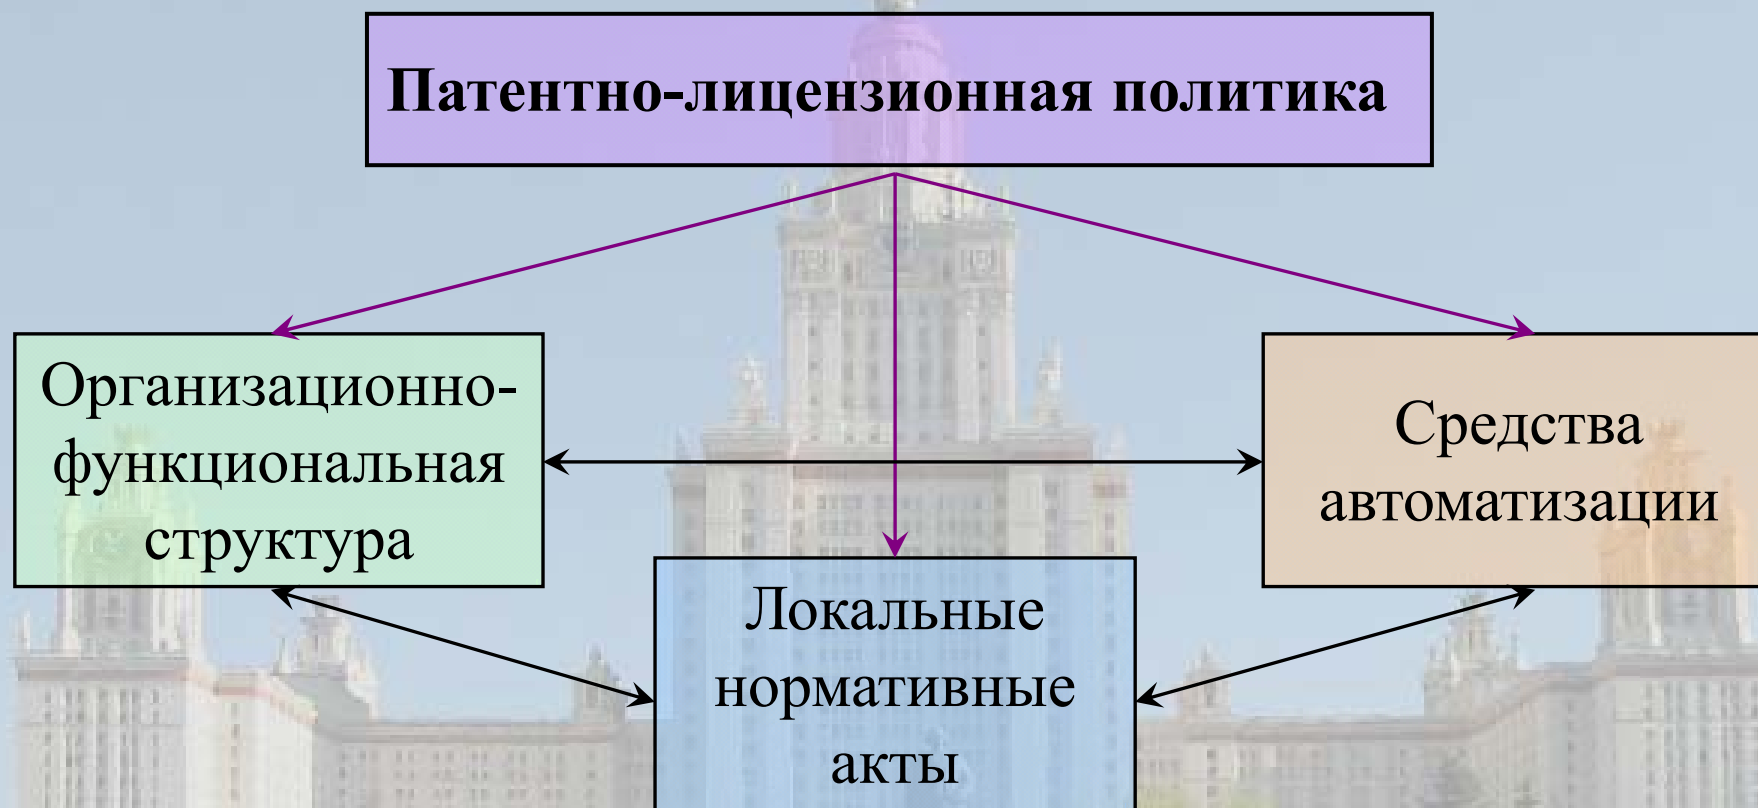 Патентно-лицензионная политика
Организационно-
функциональная
структура
Средства
автоматизации
Локальные
нормативные
акты